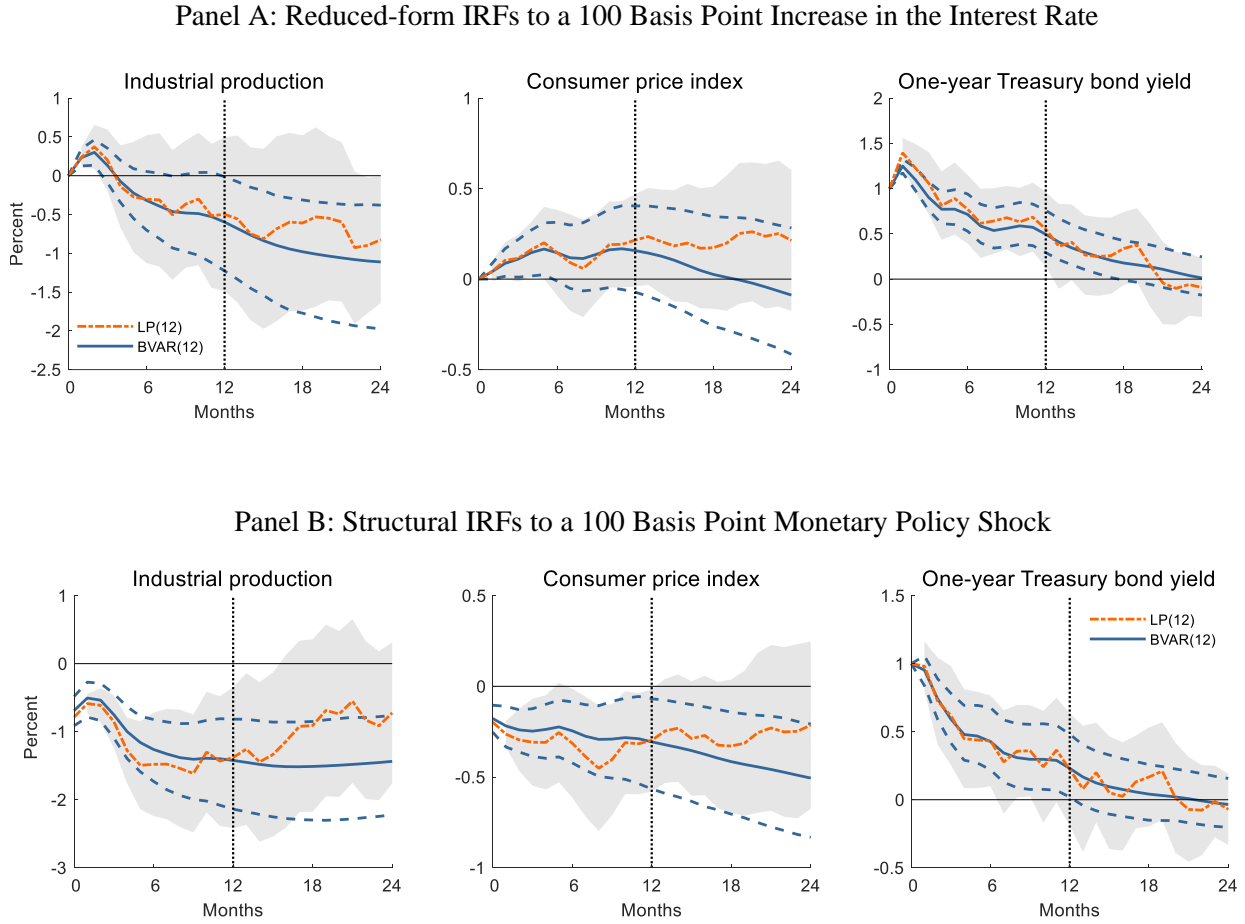 Panel A: Reduced-form IRFs to a 100 Basis Point Increase in the Interest Rate
Industrial production
Percent
1
0.5
0
-0.5
-1
-1.5
-2
-2.5
LP(12)
BVAR(12)
0 6 12 18 24
Months
Consumer price index
1
0.5
0
-0.5
0 6 12 18 24
Months
One-year Treasury bond yield
2
1.5
1
0.5
0
-0.5
-1
0 6 12 18 24
Months
Panel B: Structural IRFs to a 100 Basis Point Monetary Policy Shock
Industrial production
Percent
1
0
-1
-2
-3
0 6 12 18 24
Months
Consumer price index
0.5
0
-0.5
-1
0 6 12 18 24
Months
One-year Treasury bond yield
1.5
1
0.5
0
-0.5
LP(12)
BVAR(12)
0 6 12 18 24
Months